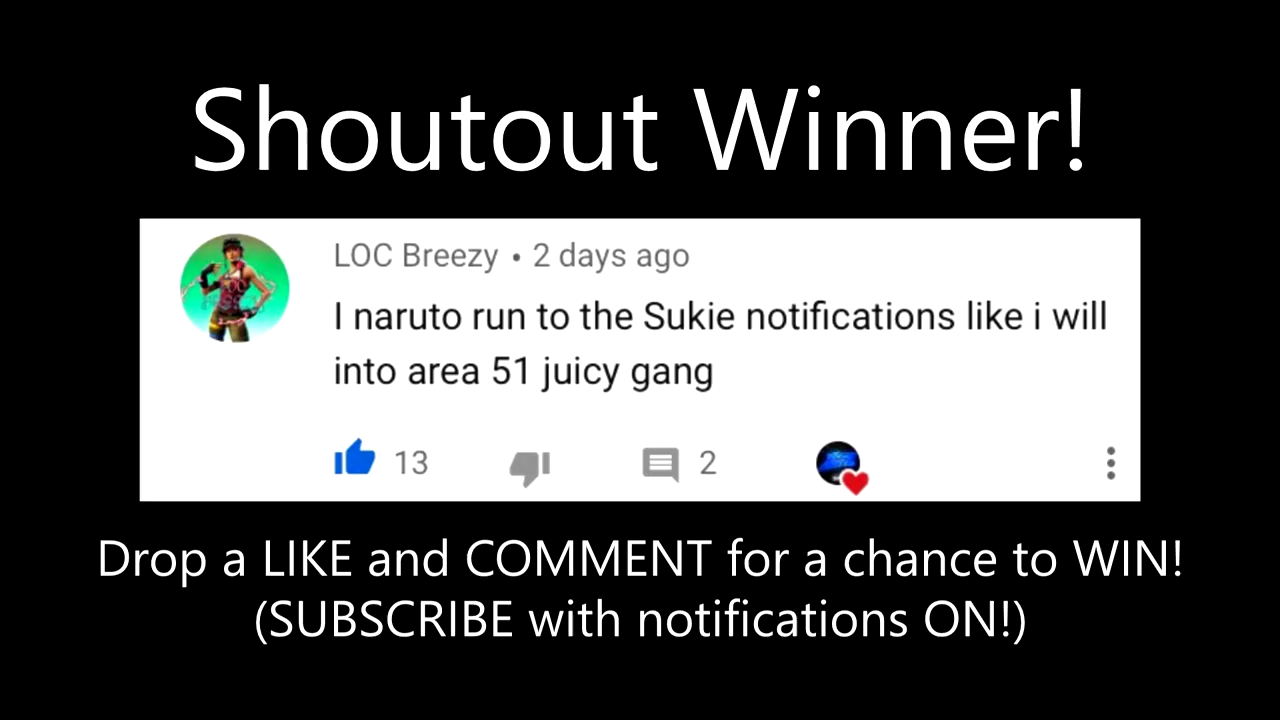 Shoutout Winner!
LOC Breezy • 2 days ago
I naruto run to the Sukie notifications like i will
into area 51 juicy gang
13 2
Drop a LIKE and COMMENT for a chance to WIN!
(SUBSCRIBE with notifications ON!)